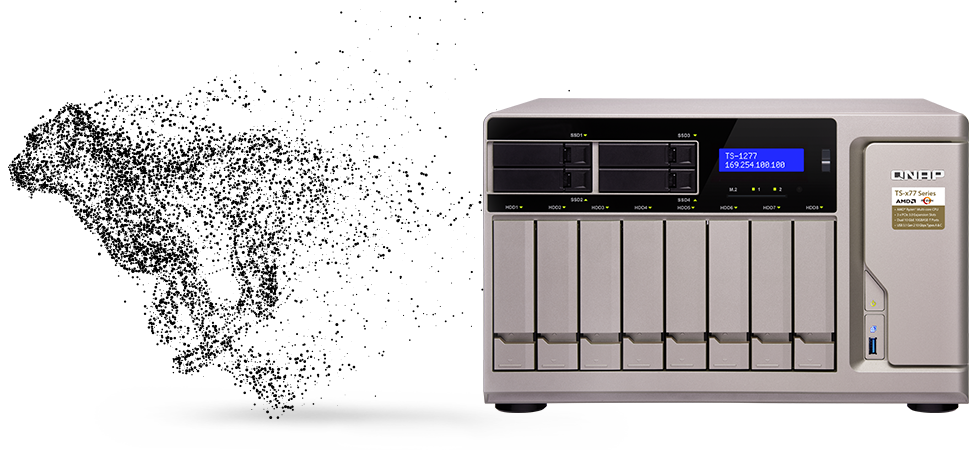 SSD1
SSD3
TS-1277
169.254.100.100
M.2
1
2
SSD2
SSD4
HDD1
HDD2
HDD3
HDD4
HDD5
HDD6
HDD7
HDD8
QNAP
TS-x77 Series
AMD